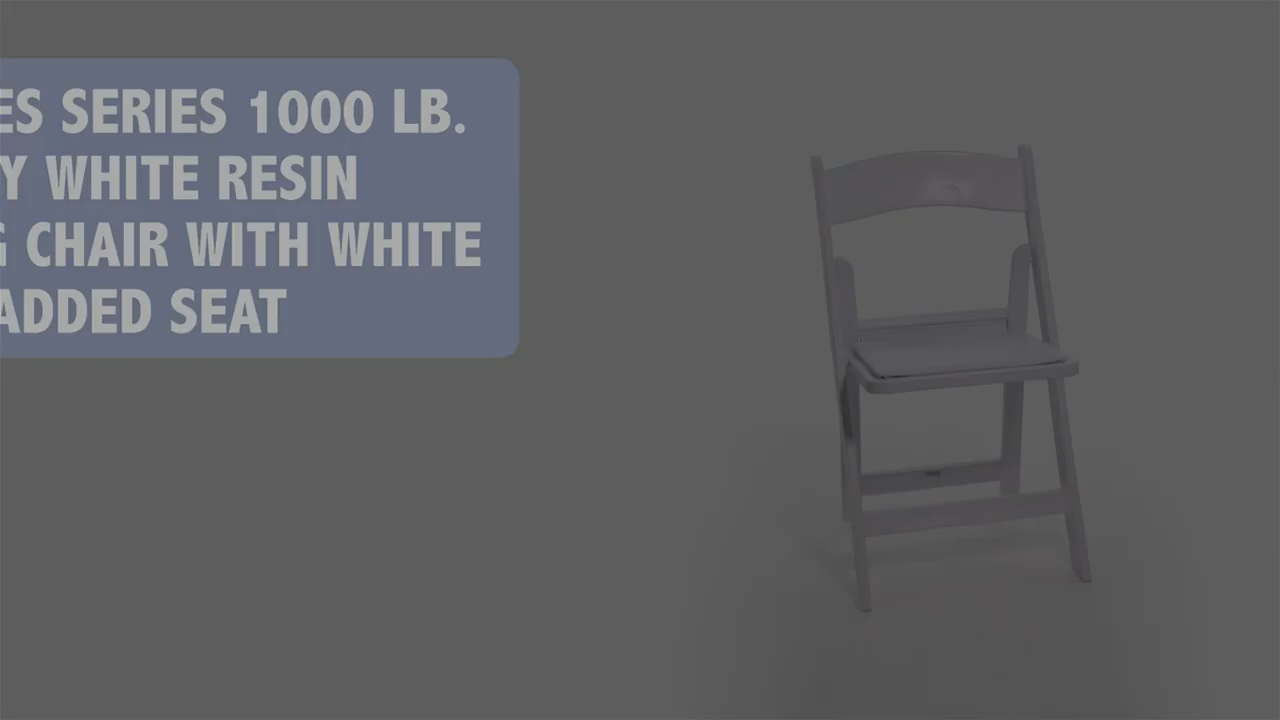 ES SERIES 1000 LB.
Y WHITE RESIN
G CHAIR WITH WHITE
ADDED SEAT